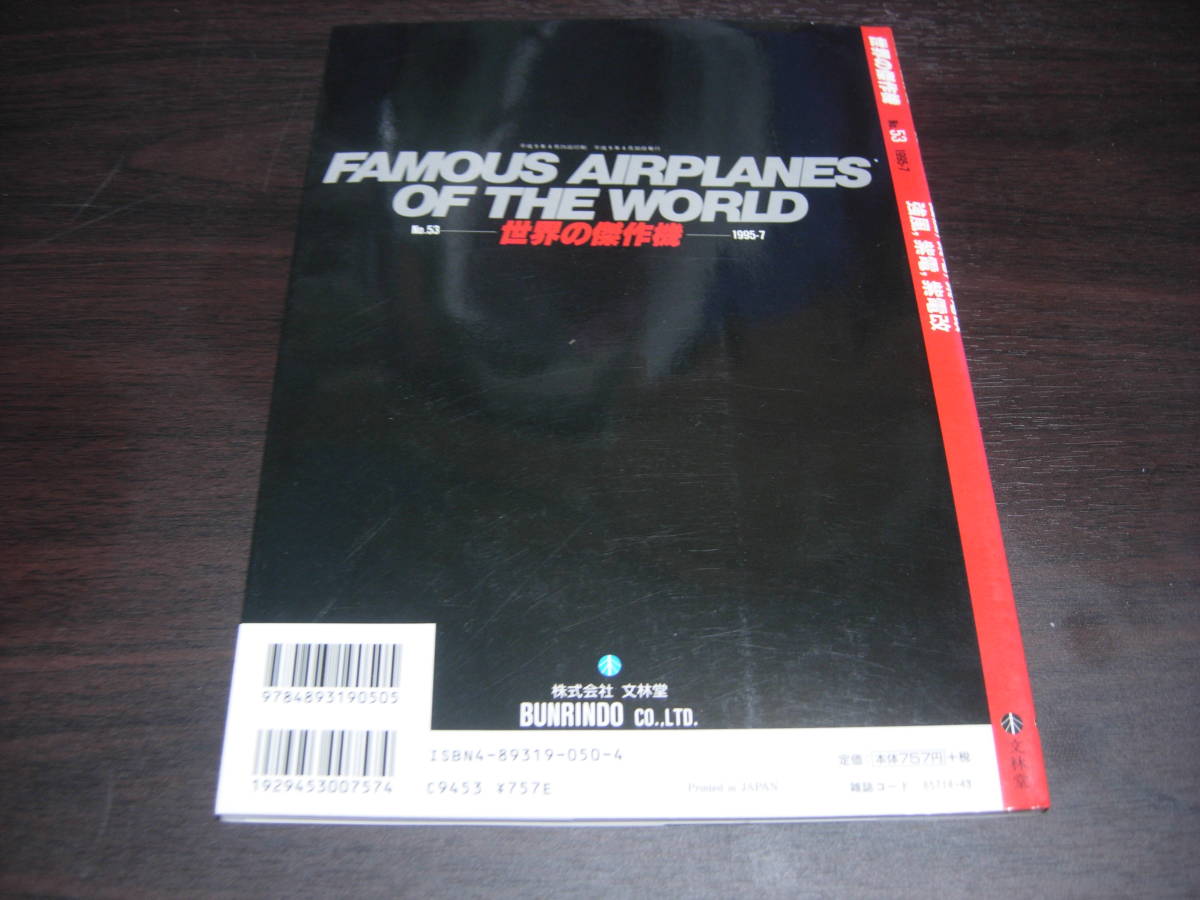 FAMOUS AIRPLANES
OF THE WORLD
No.53 世界の傑作機 1995-7
株式会社 文林堂
BUNRINDO CO.,LTD.
9784893190505
1929453007574
ISBN4-89319-050-4
C9453 ¥757E
Printed in JAPAN
定価 本体757円+税
雑誌コード 65714-43
世界の傑作機 No.53 1995-7
強風, 紫電, 紫電改
文林堂